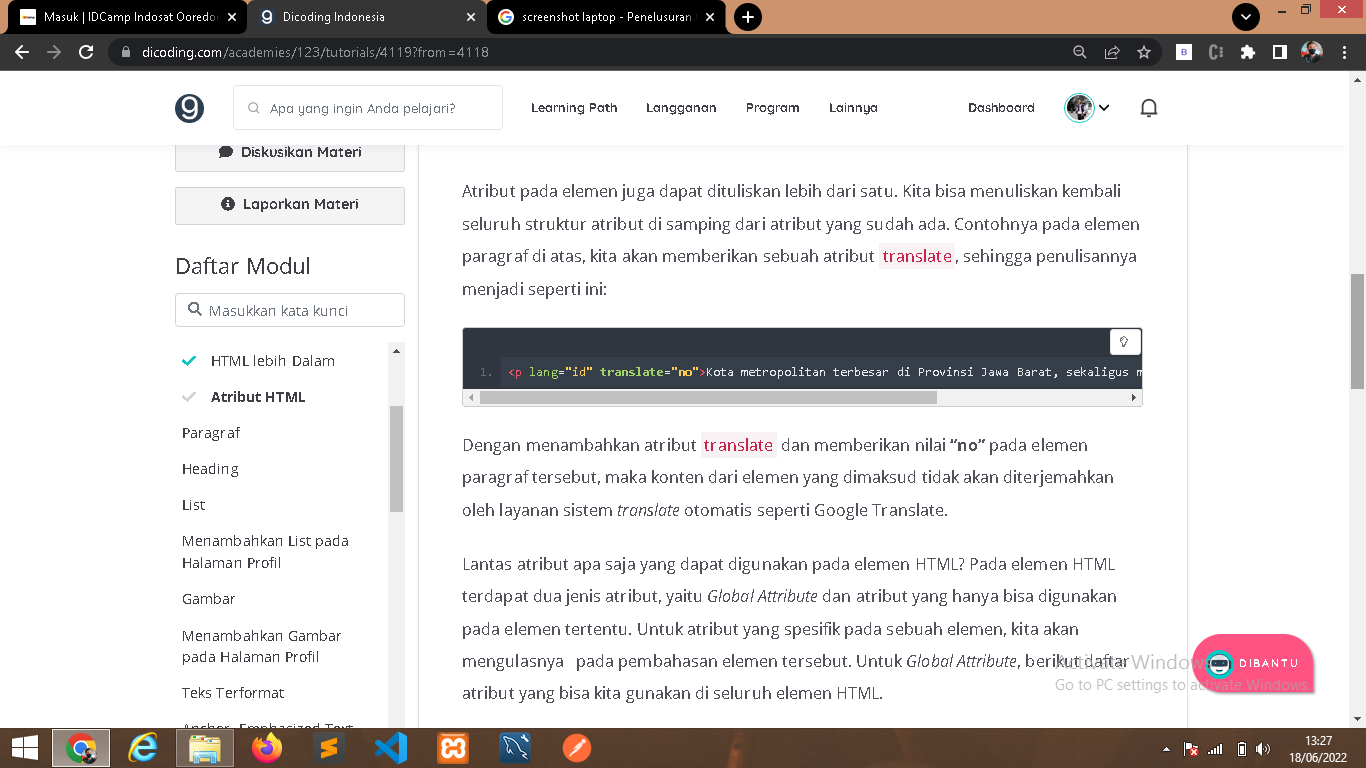 Masuk | IDCamp Indosat Ooredo
Dicoding Indonesia
screenshot laptop - Penelusuran
dicoding.com/academies/123/tutorials/4119?from=4118
Apa yang ingin Anda pelajari?
Learning Path
Langganan
Program
Lainnya
Dashboard
Diskusikan Materi
Laporkan Materi
Daftar Modul
Masukkan kata kunci
HTML lebih Dalam
Atribut HTML
Paragraf
Heading
List
Menambahkan List pada
Halaman Profil
Gambar
Menambahkan Gambar
pada Halaman Profil
Teks Terformat
Atribut pada elemen juga dapat dituliskan lebih dari satu. Kita bisa menuliskan kembali
seluruh struktur atribut di samping dari atribut yang sudah ada. Contohnya pada elemen
paragraf di atas, kita akan memberikan sebuah atribut translate, sehingga penulisannya
menjadi seperti ini:
1. <p lang="id" translate="no">Kota metropolitan terbesar di Provinsi Jawa Barat, sekaligus
Dengan menambahkan atribut translate dan memberikan nilai “no” pada elemen
paragraf tersebut, maka konten dari elemen yang dimaksud tidak akan diterjemahkan
oleh layanan sistem translate otomatis seperti Google Translate.
Lantas atribut apa saja yang dapat digunakan pada elemen HTML? Pada elemen HTML
terdapat dua jenis atribut, yaitu Global Attribute dan atribut yang hanya bisa digunakan
pada elemen tertentu. Untuk atribut yang spesifik pada sebuah elemen, kita akan
mengulasnya   pada pembahasan elemen tersebut. Untuk Global Attribute, berikut daftar
atribut yang bisa kita gunakan di seluruh elemen HTML.
Activate Windows
Go to PC settings to activate Windows.
DIBANTU
13:27
18/06/2022